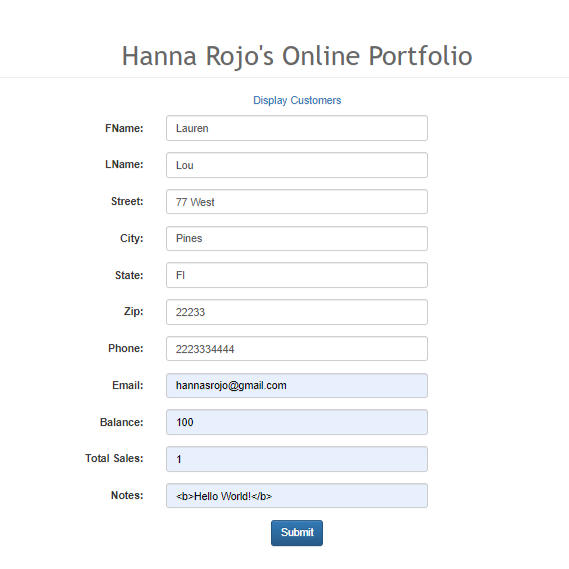 Hanna Rojo's Online Portfolio
Display Customers
FName: Lauren
LName: Lou
Street: 77 West
City: Pines
State: Fl
Zip: 22233
Phone: 2223334444
Email: hannasrojo@gmail.com
Balance: 100
Total Sales: 1
Notes: <b>Hello World!</b>
Submit